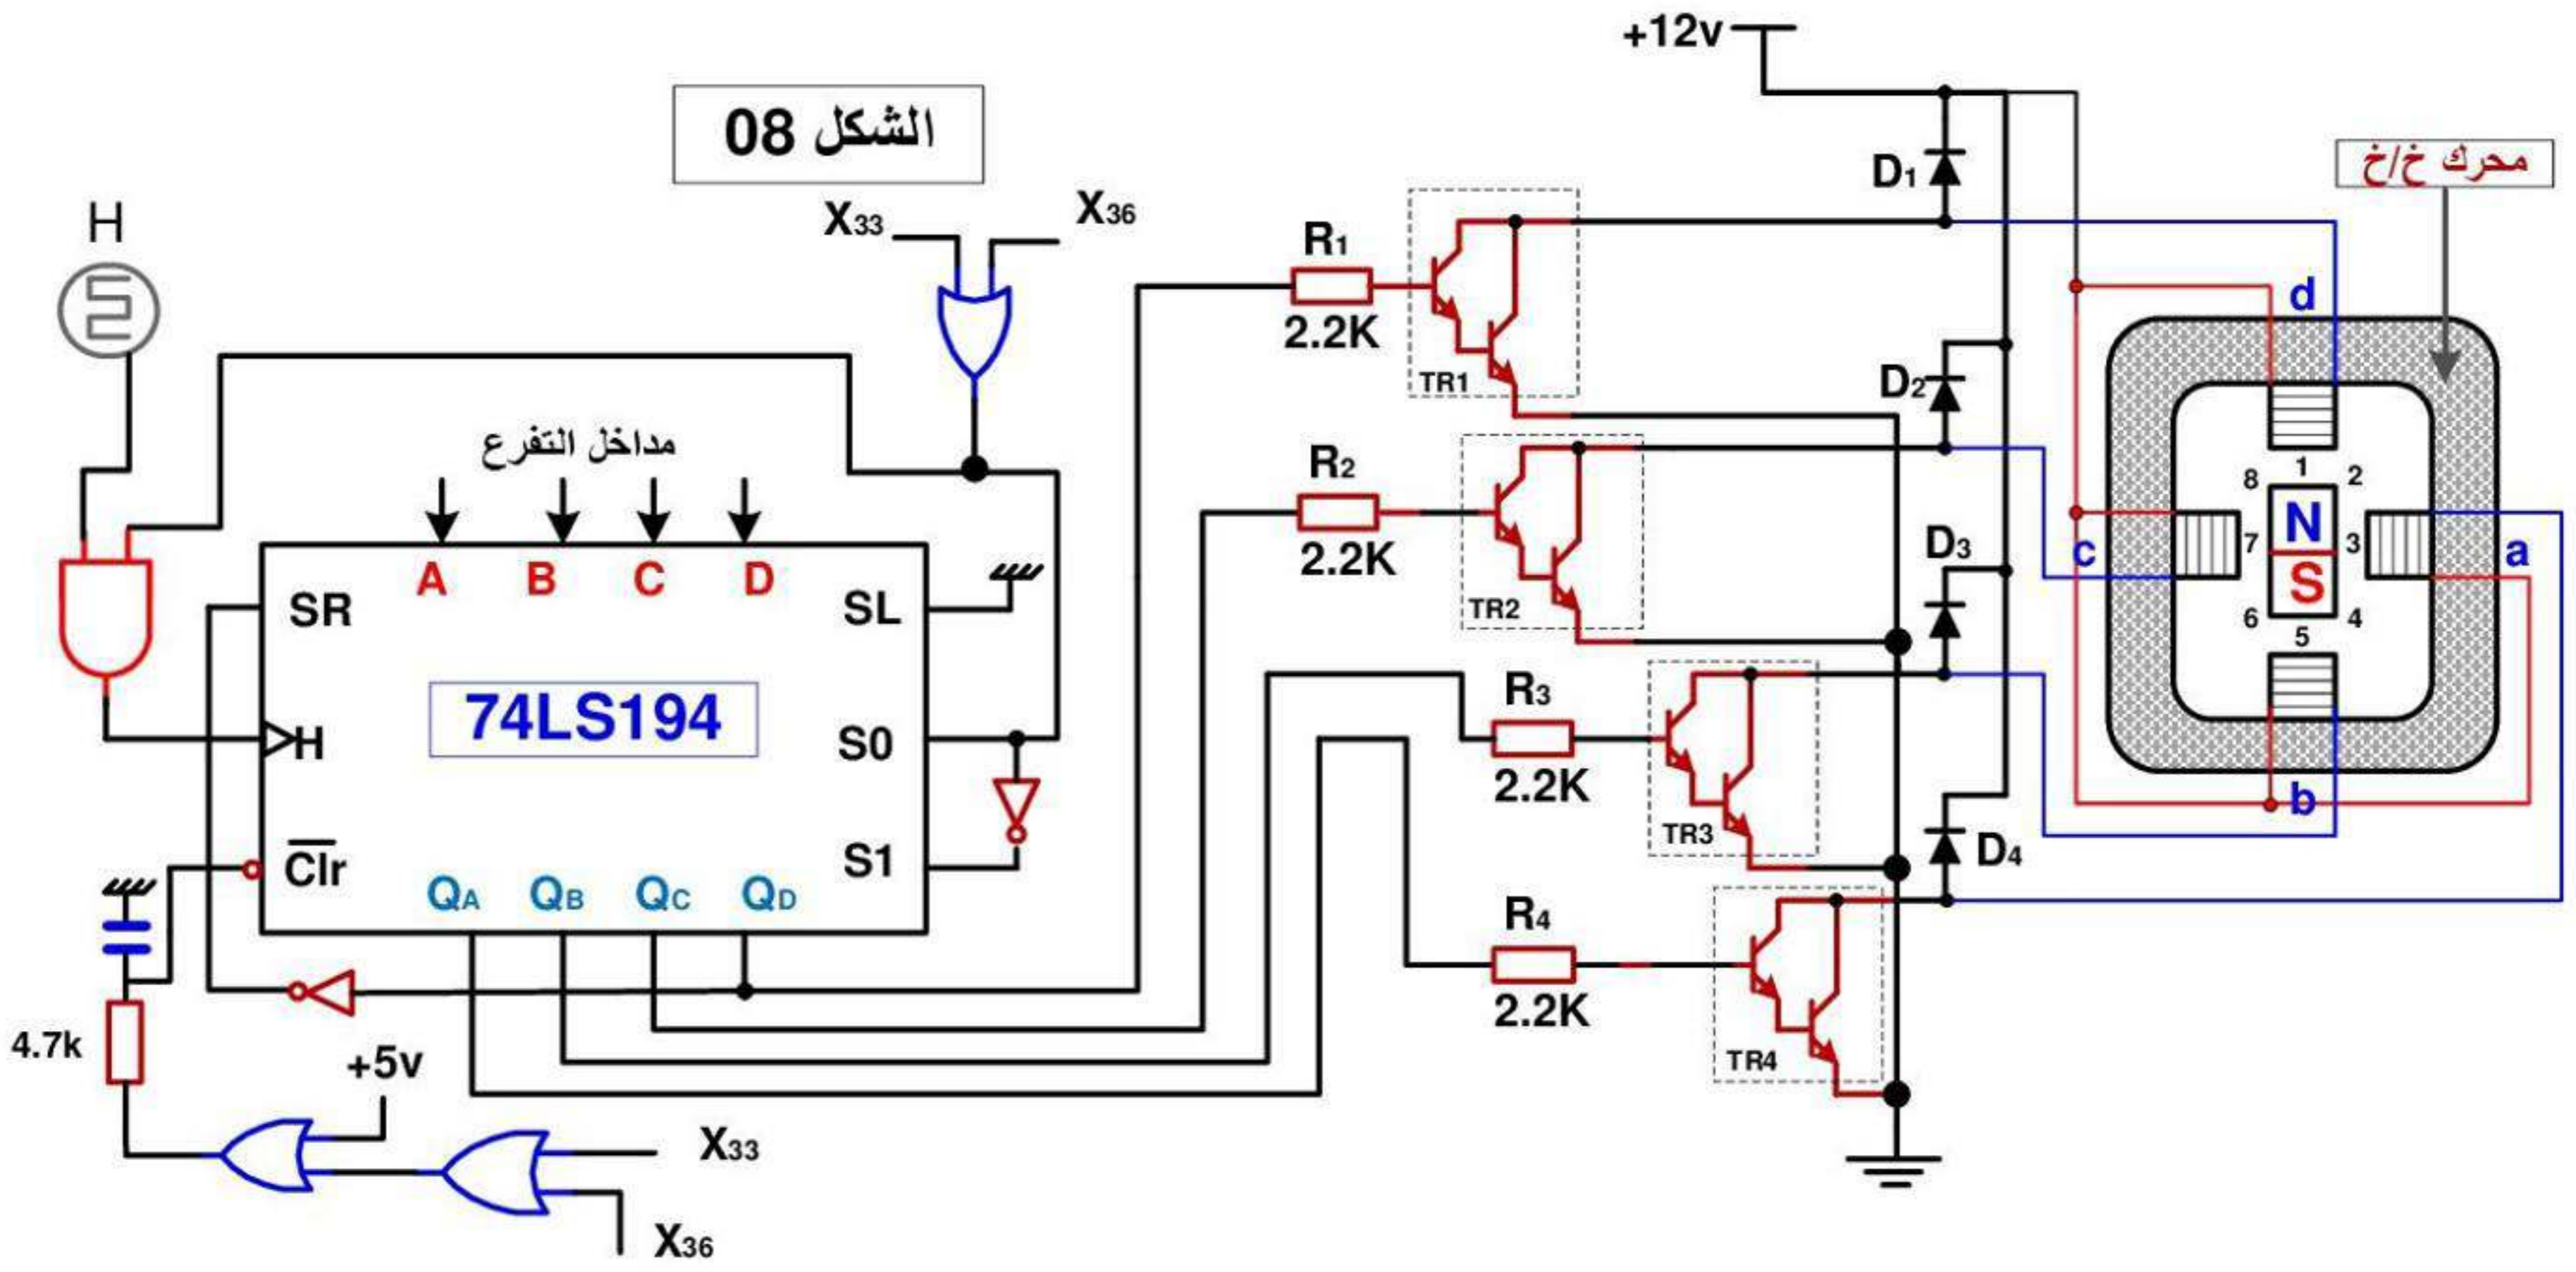 +12v
الشكل 08
محرك خ/خ
H
X33
X36
D1
R1
2.2K
TR1
d
D2
مداخل التفرع
R2
2.2K
TR2
A B C D
SR
SL
74LS194
H
S0
S1
Clr
QA QB QC QD
D3
R3
2.2K
TR3
D4
R4
2.2K
TR4
8 1 2
7 N 3
S
6 5 4
c
a
b
4.7k
+5v
X33
X36